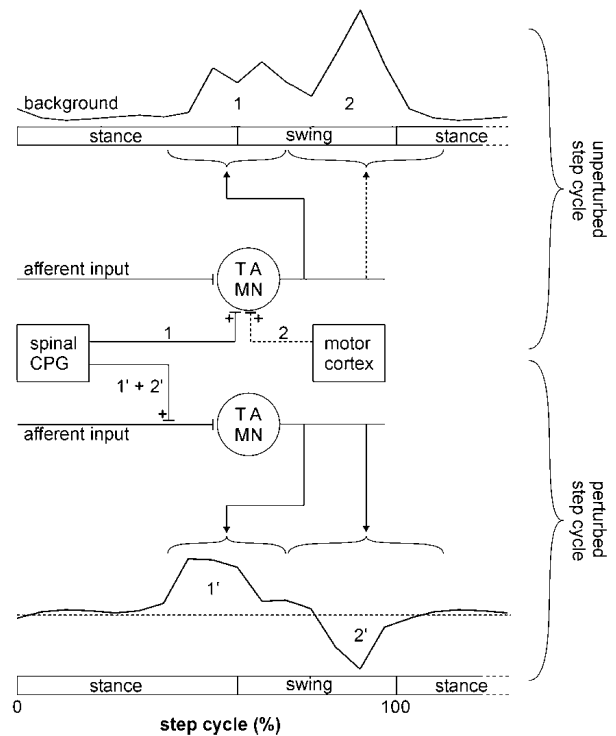 background
1
2
stance
swing
stance
unperturbed
step cycle
afferent input
T A
MN
+
+
spinal
CPG
1
2
motor
cortex
1' + 2'
+
afferent input
T A
MN
perturbed
step cycle
1'
2'
stance
swing
stance
0
100
step cycle (%)